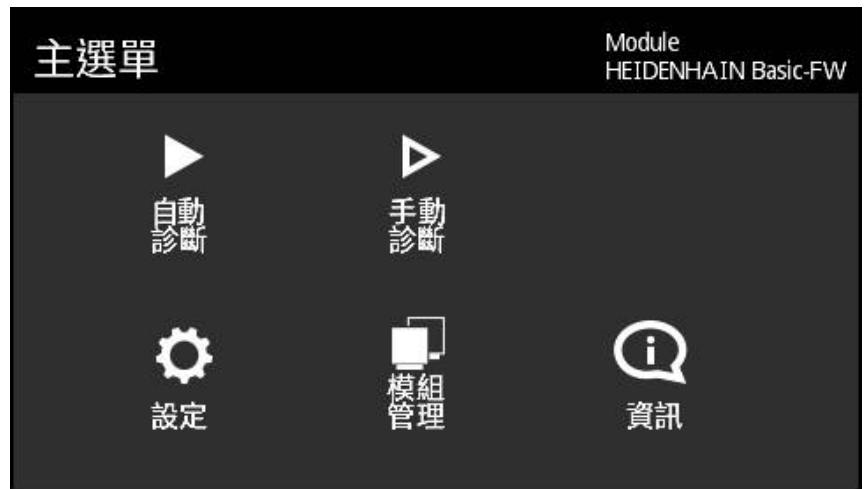 主選單
Module
HEIDENHAIN Basic-FW
自動
診斷
手動
診斷
設定
模組
管理
資訊